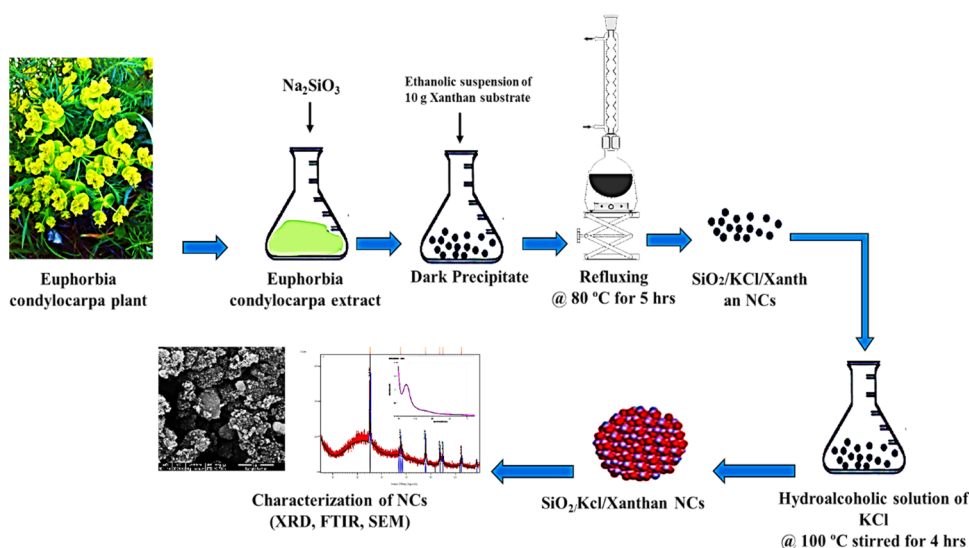 Na₂SiO₃
Ethanolic suspension of
10 g Xanthan substrate
Euphorbia
condylocarpa plant
Euphorbia
condylocarpa extract
Dark Precipitate
Refluxing
@ 80 ºC for 5 hrs
SiO₂/KCl/Xanth
an NCs
Hydroalcoholic solution of
KCl
@ 100 ºC stirred for 4 hrs
SiO₂/Kcl/Xanthan NCs
Characterization of NCs
(XRD, FTIR, SEM)